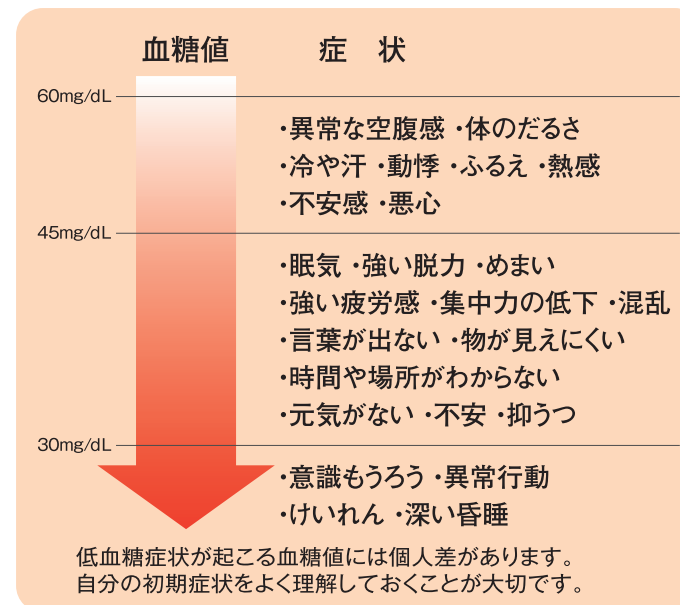 血糖値　症　状
60mg/dL
・異常な空腹感 ・体のだるさ
・冷や汗 ・動悸 ・ふるえ ・熱感
・不安感 ・悪心
45mg/dL
・眠気 ・強い脱力 ・めまい
・強い疲労感 ・集中力の低下 ・混乱
・言葉が出ない ・物が見えにくい
・時間や場所がわからない
・元気がない ・不安 ・抑うつ
30mg/dL
・意識もうろう ・異常行動
・けいれん ・深い昏睡
低血糖症状が起こる血糖値には個人差があります。
自分の初期症状をよく理解しておくことが大切です。